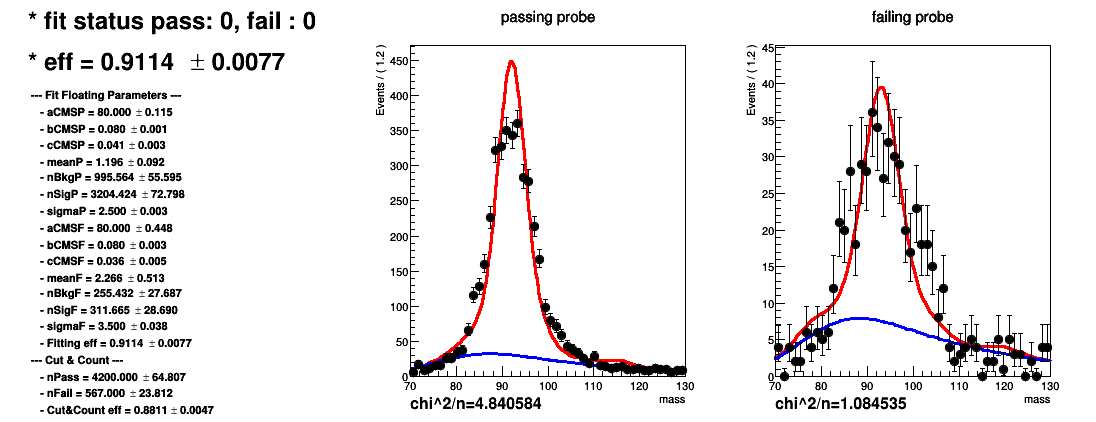 * fit status pass: 0, fail : 0
* eff = 0.9114 ± 0.0077
--- Fit Floating Parameters ---
- aCMSP = 80.000 ± 0.115
- bCMSP = 0.080 ± 0.001
- cCMSP = 0.041 ± 0.003
- meanP = 1.196 ± 0.092
- nBkgP = 995.564 ± 55.595
- nSigP = 3204.424 ± 72.798
- sigmaP = 2.500 ± 0.003
- aCMSF = 80.000 ± 0.448
- bCMSF = 0.080 ± 0.003
- cCMSF = 0.036 ± 0.005
- meanF = 2.266 ± 0.513
- nBkgF = 255.432 ± 27.687
- nSigF = 311.665 ± 28.690
- sigmaF = 3.500 ± 0.038
- Fitting eff = 0.9114 ± 0.0077
--- Cut & Count ---
- nPass = 4200.000 ± 64.807
- nFail = 567.000 ± 23.812
- Cut&Count eff = 0.8811 ± 0.0047
passing probe
Events / ( 1.2 )
450
400
350
300
250
200
150
100
50
0
70 80 90 100 110 120 130
mass
chi^2/n=4.840584
failing probe
Events / ( 1.2 )
45
40
35
30
25
20
15
10
5
0
70 80 90 100 110 120 130
mass
chi^2/n=1.084535